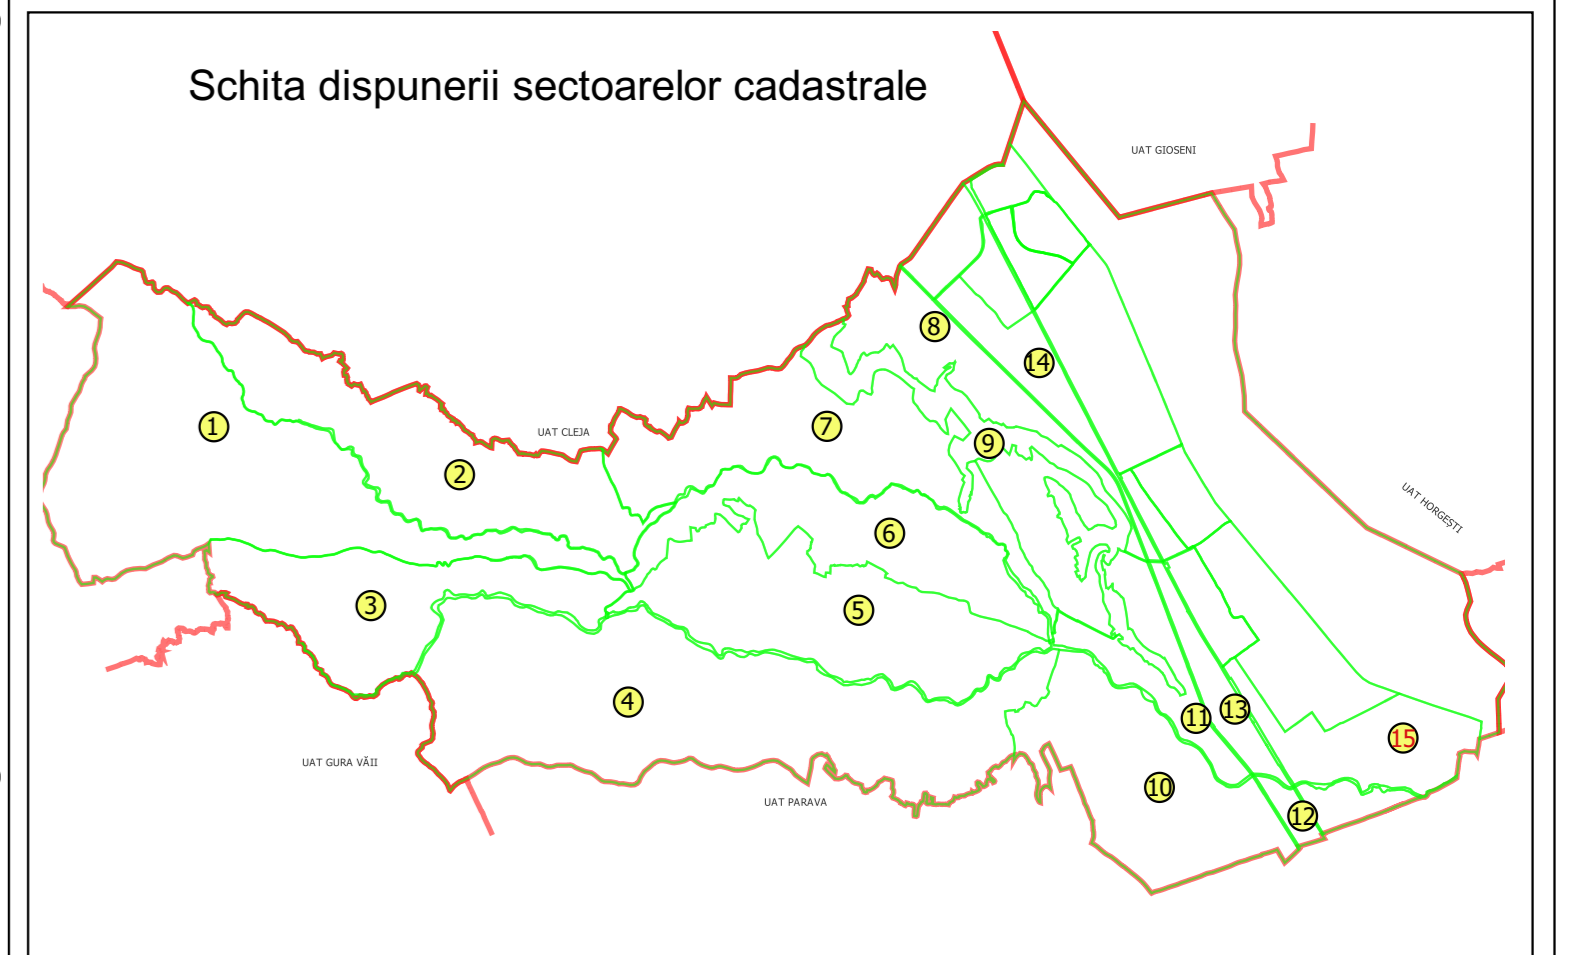 Schita dispunerii sectoarelor cadastrale
UAT GIOSENI
8
14
1
UAT CLEJA
7
9
2
UAT HORGEȘTI
6
3
5
4
11
13
15
UAT GURA VĂII
10
UAT PARAVA
12